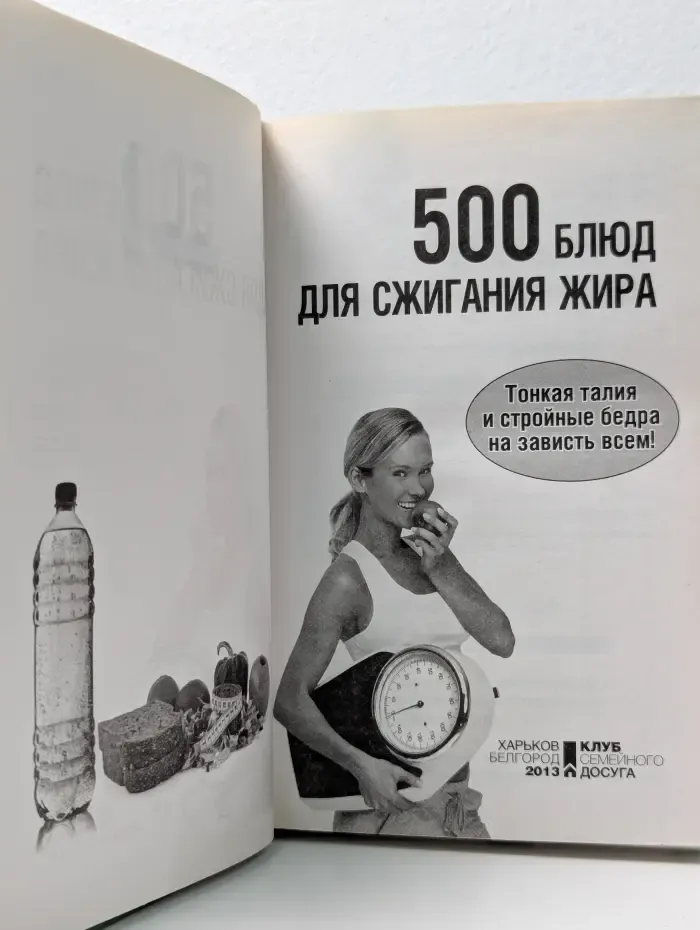 500 БЛЮД
ДЛЯ СЖИГАНИЯ ЖИРА
Тонкая талия
и стройные бедра
на зависть всем!
ХАРЬКОВ
БЕЛГОРОД
2013
КЛУБ
СЕМЕЙНОГО
ДОСУГА